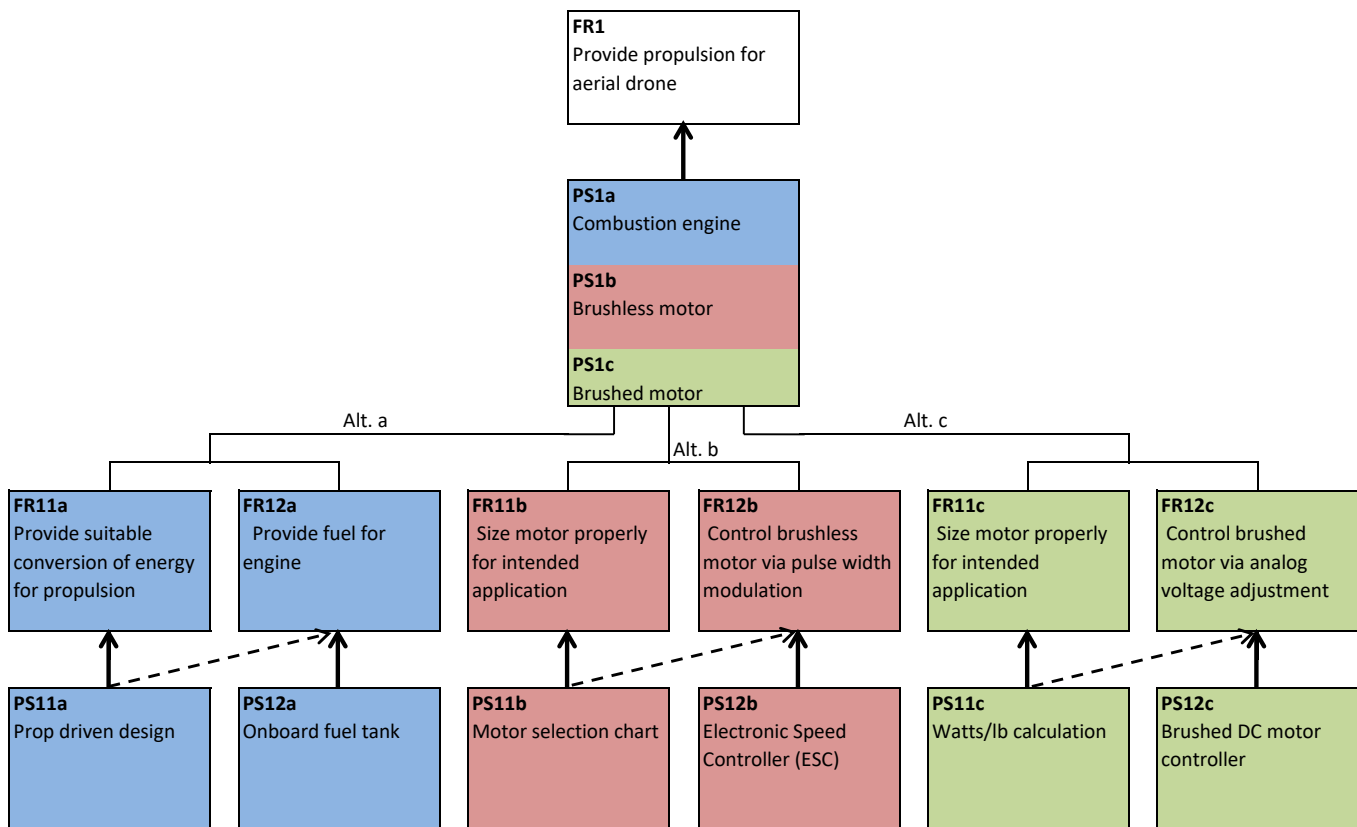 FR1
Provide propulsion for
aerial drone
PS1a
Combustion engine
PS1b
Brushless motor
PS1c
Brushed motor
Alt. a
Alt. b
Alt. c
FR11a
Provide suitable
conversion of energy
for propulsion
FR12a
Provide fuel for
engine
FR11b
Size motor properly
for intended
application
FR12b
Control brushless
motor via pulse width
modulation
FR11c
Size motor properly
for intended
application
FR12c
Control brushed
motor via analog
voltage adjustment
PS11a
Prop driven design
PS12a
Onboard fuel tank
PS11b
Motor selection chart
PS12b
Electronic Speed
Controller (ESC)
PS11c
Watts/lb calculation
PS12c
Brushed DC motor
controller